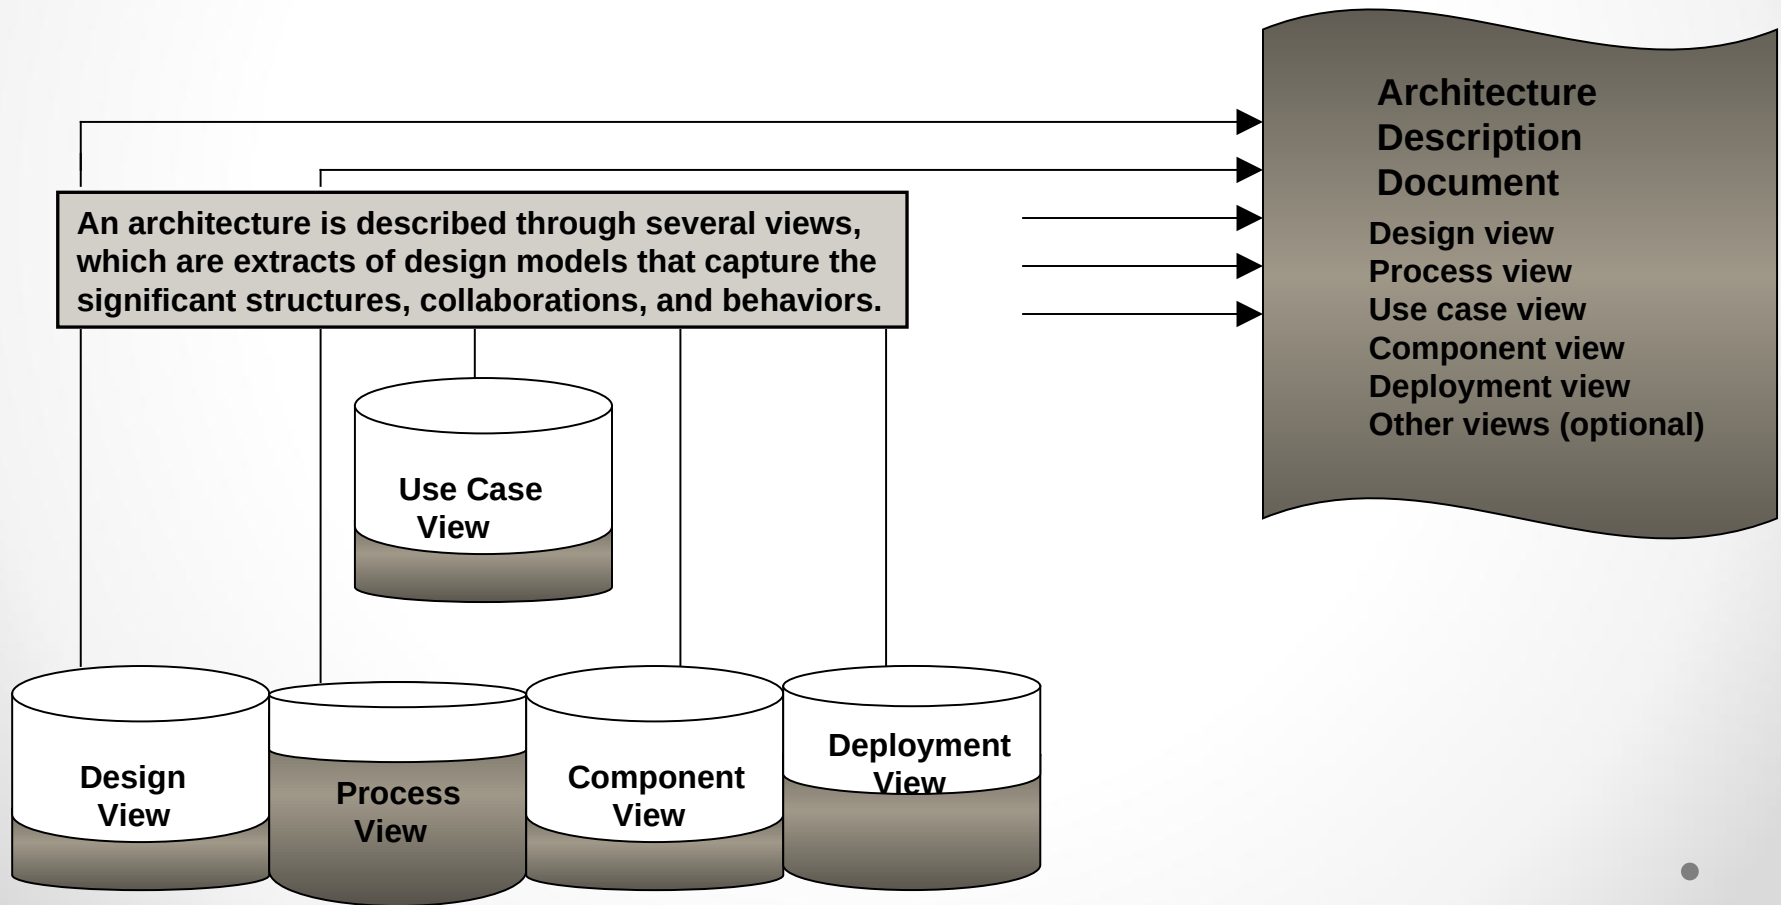 Architecture
Description
Document
Design view
Process view
Use case view
Component view
Deployment view
Other views (optional)
An architecture is described through several views,
which are extracts of design models that capture the
significant structures, collaborations, and behaviors.
Use Case
View
Design
View
Process
View
Component
View
Deployment
View